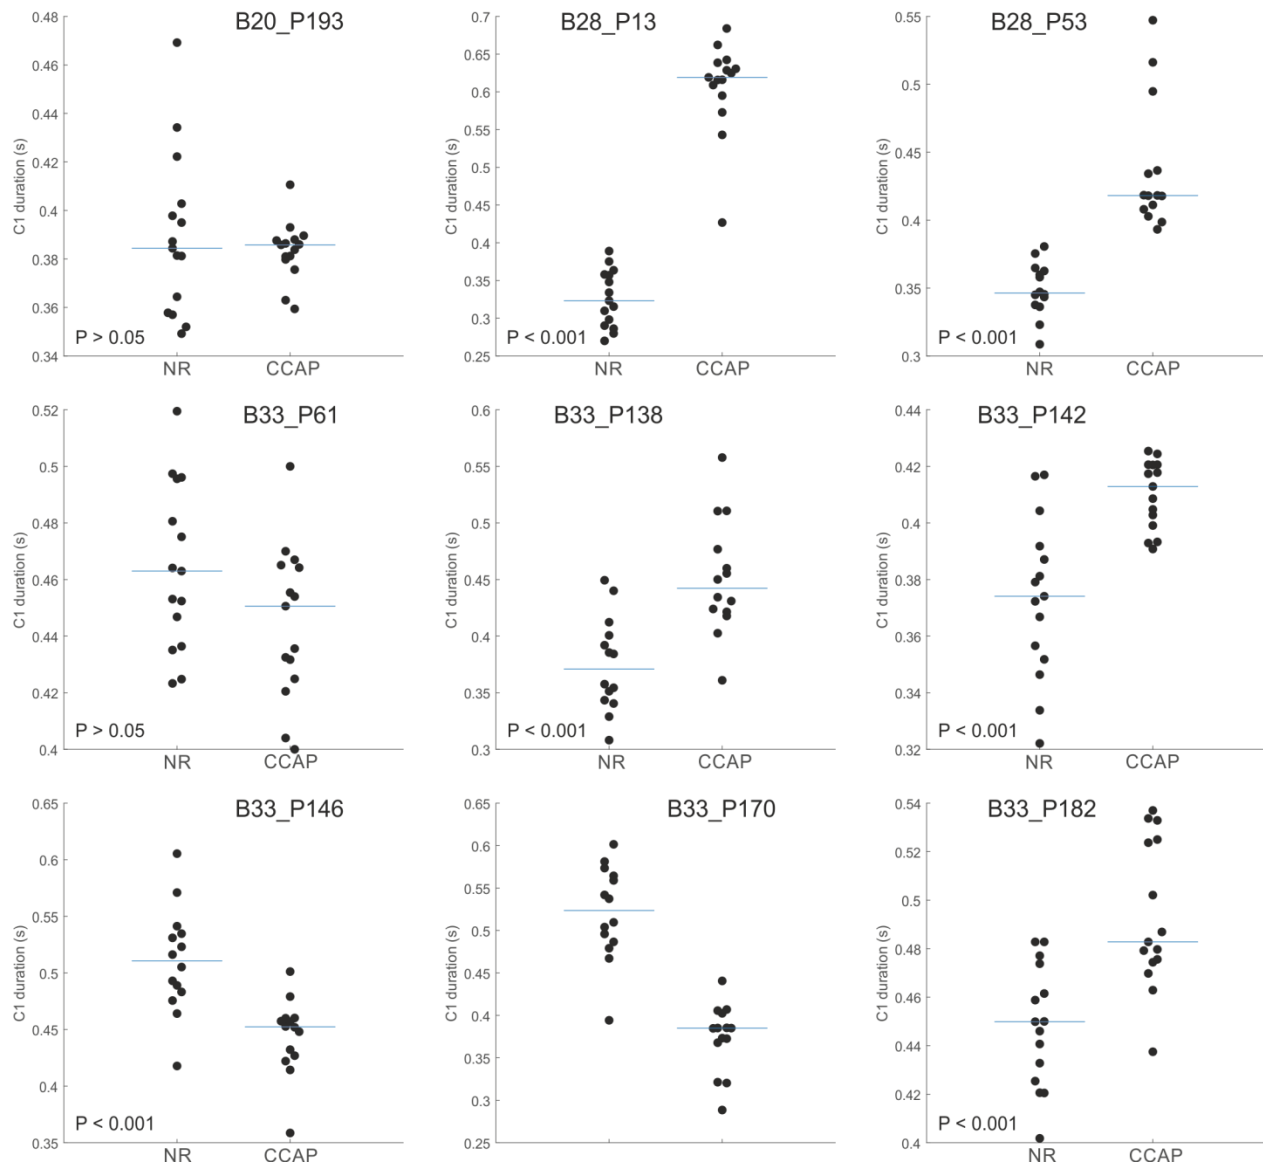 B20_P193
0.48
0.46
0.44
0.42
0.4
0.38
0.36
0.34
C1 duration (s)
P > 0.05
NR CCAP
B28_P13
0.7
0.65
0.6
0.55
0.5
0.45
0.4
0.35
0.3
0.25
C1 duration (s)
P < 0.001
NR CCAP
B28_P53
0.55
0.5
0.45
0.4
0.35
0.3
C1 duration (s)
P < 0.001
NR CCAP
B33_P61
0.52
0.5
0.48
0.46
0.44
0.42
0.4
C1 duration (s)
P > 0.05
NR CCAP
B33_P138
0.6
0.55
0.5
0.45
0.4
0.35
0.3
C1 duration (s)
P < 0.001
NR CCAP
B33_P142
0.44
0.42
0.4
0.38
0.36
0.34
0.32
C1 duration (s)
P < 0.001
NR CCAP
B33_P146
0.65
0.6
0.55
0.5
0.45
0.4
0.35
C1 duration (s)
P < 0.001
NR CCAP
B33_P170
0.65
0.6
0.55
0.5
0.45
0.4
0.35
0.3
0.25
C1 duration (s)
B33_P182
0.54
0.52
0.5
0.48
0.46
0.44
0.42
0.4
C1 duration (s)
P < 0.001
NR CCAP